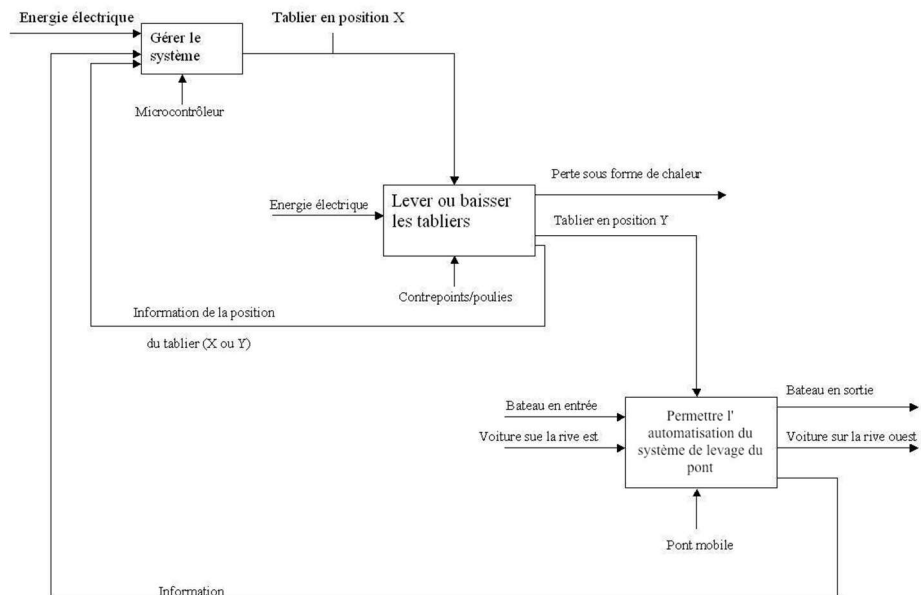 Energie électrique
Tablier en position X
Gérer le
système
Microcontrôleur
Perte sous forme de chaleur
Energie électrique
Lever ou baisser
les tabliers
Tablier en position Y
Contrepoints/poulies
Information de la position
du tablier (X ou Y)
Bateau en entrée
Voiture sue la rive est
Permettre l'
automatisation du
système de levage du
pont
Bateau en sortie
Voiture sur la rive ouest
Pont mobile
Information